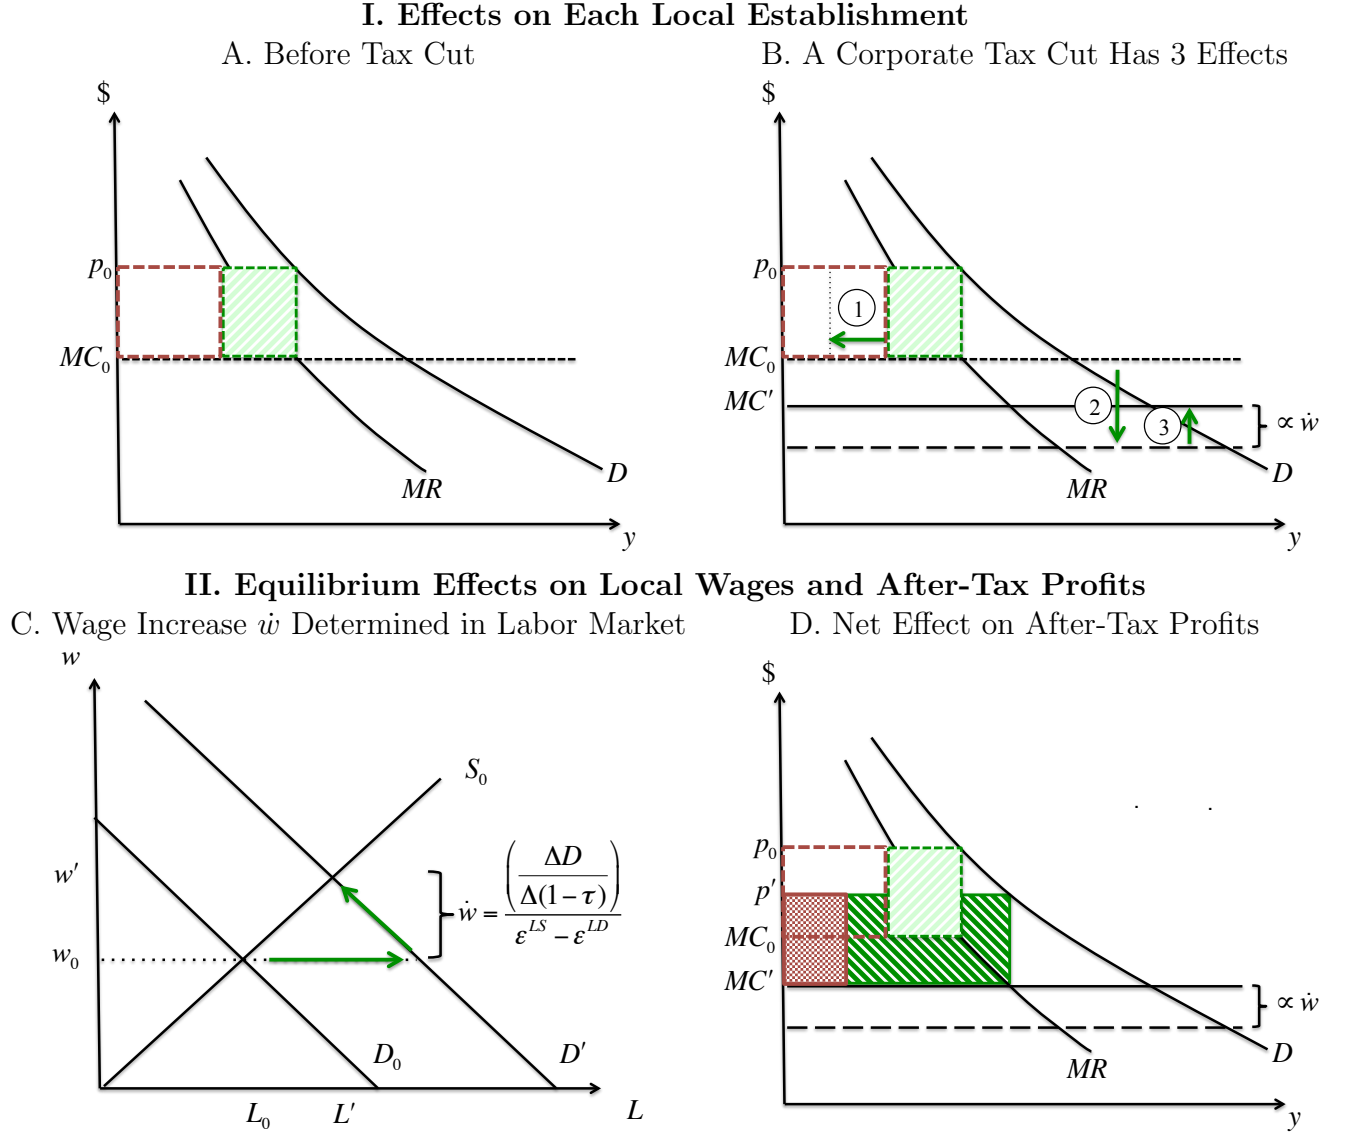 I. Effects on Each Local Establishment
A. Before Tax Cut
$
p₀
MC₀
MR
D
y
B. A Corporate Tax Cut Has 3 Effects
$
p₀
1
MC₀
MC'
2
3
∝ ẇ
MR
D
y
II. Equilibrium Effects on Local Wages and After-Tax Profits
C. Wage Increase ẇ Determined in Labor Market
w
S₀
w'
ẇ = (ΔD / Δ(1 − τ)) / (ε^LS − ε^LD)
w₀
D₀
D'
L₀
L'
L
D. Net Effect on After-Tax Profits
$
p₀
p'
MC₀
MC'
∝ ẇ
MR
D
y